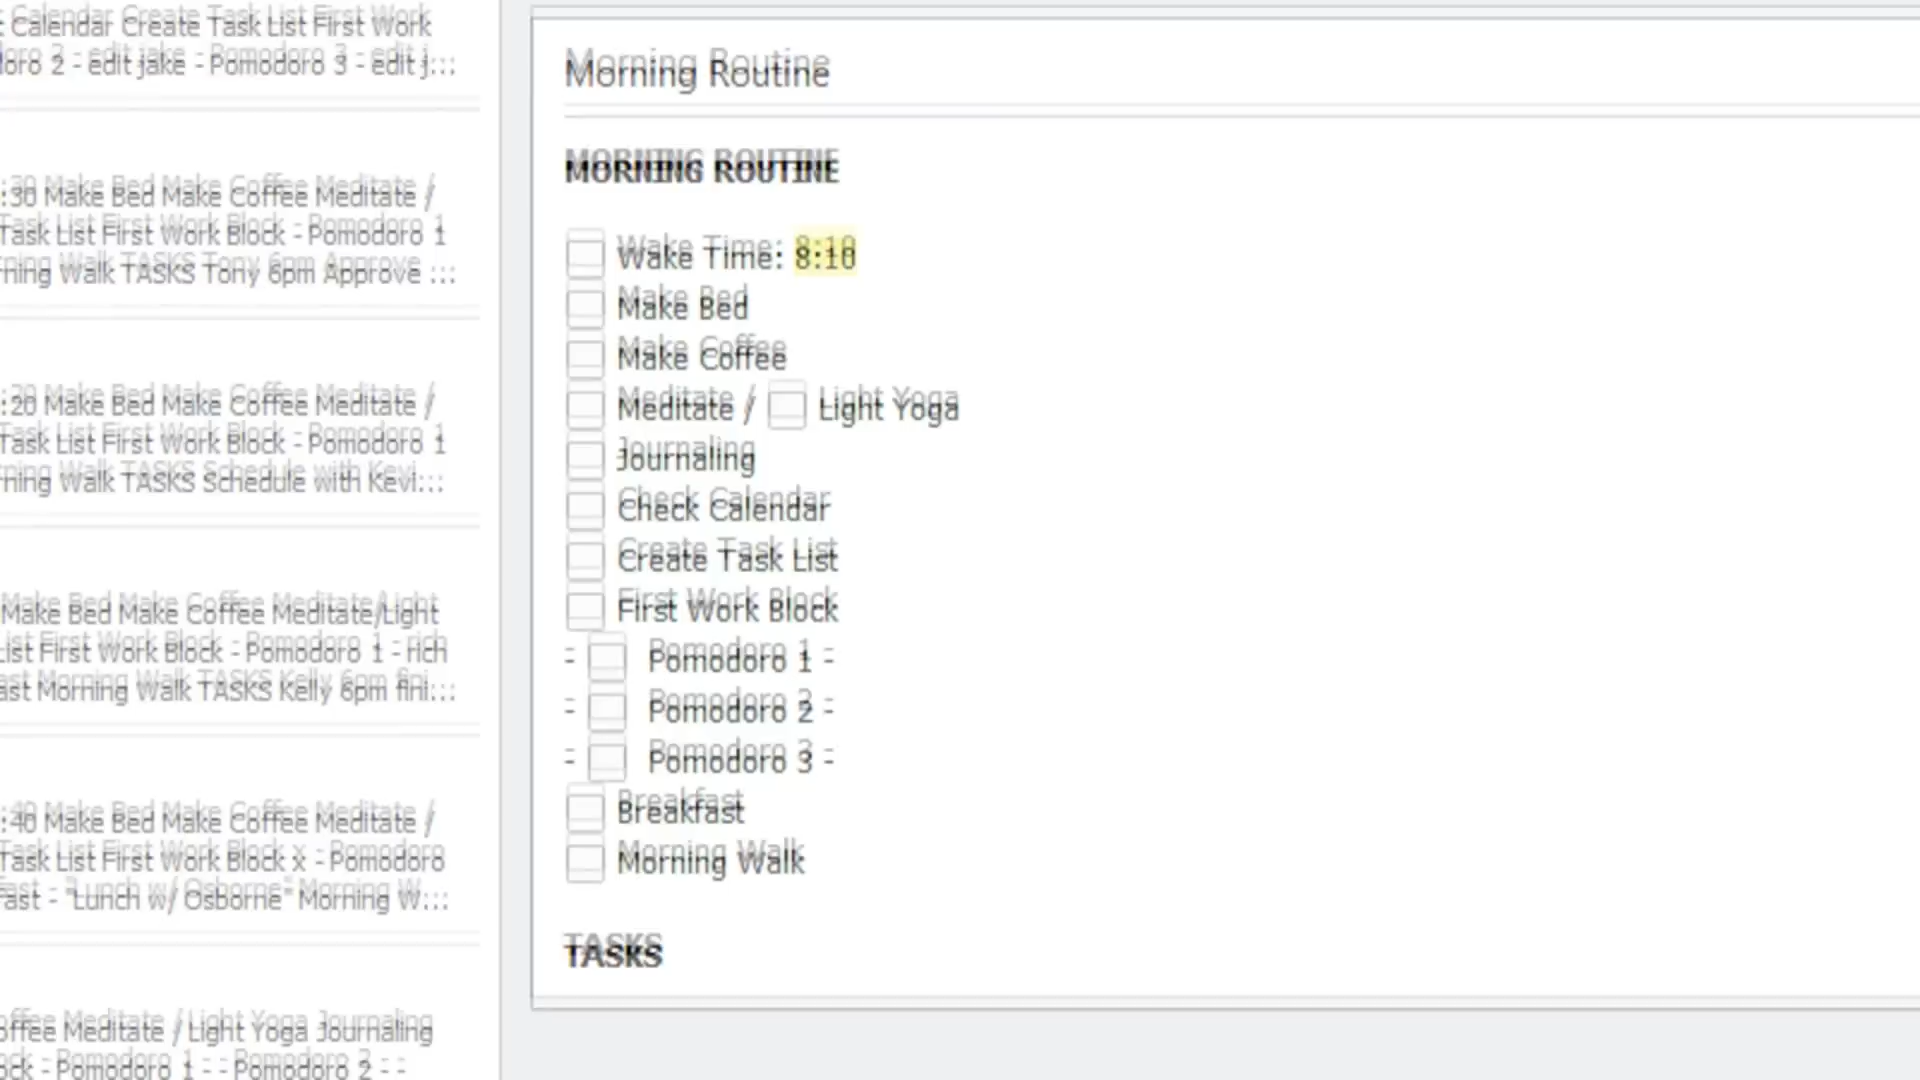 Calendar Create Task List First Work
oro 2 - edit jake - Pomodoro 3 - edit j...
:30 Make Bed Make Coffee Meditate /
Task List First Work Block - Pomodoro 1
rning Walk TASKS Tony 6pm Approve ...
:20 Make Bed Make Coffee Meditate /
Task List First Work Block - Pomodoro 1
rning Walk TASKS Schedule with Kevi...
Make Bed Make Coffee Meditate/Light
ist First Work Block - Pomodoro 1 - rich
ast Morning Walk TASKS Kelly 6pm fini...
:40 Make Bed Make Coffee Meditate /
Task List First Work Block x - Pomodoro
fast - "Lunch w/ Osborne" Morning W...
offee Meditate / Light Yoga Journaling
ock - Pomodoro 1 - - Pomodoro 2 - -
Morning Routine
MORNING ROUTINE
Wake Time: 8:10
Make Bed
Make Coffee
Meditate / Light Yoga
Journaling
Check Calendar
Create Task List
First Work Block
- Pomodoro 1 -
- Pomodoro 2 -
- Pomodoro 3 -
Breakfast
Morning Walk
TASKS